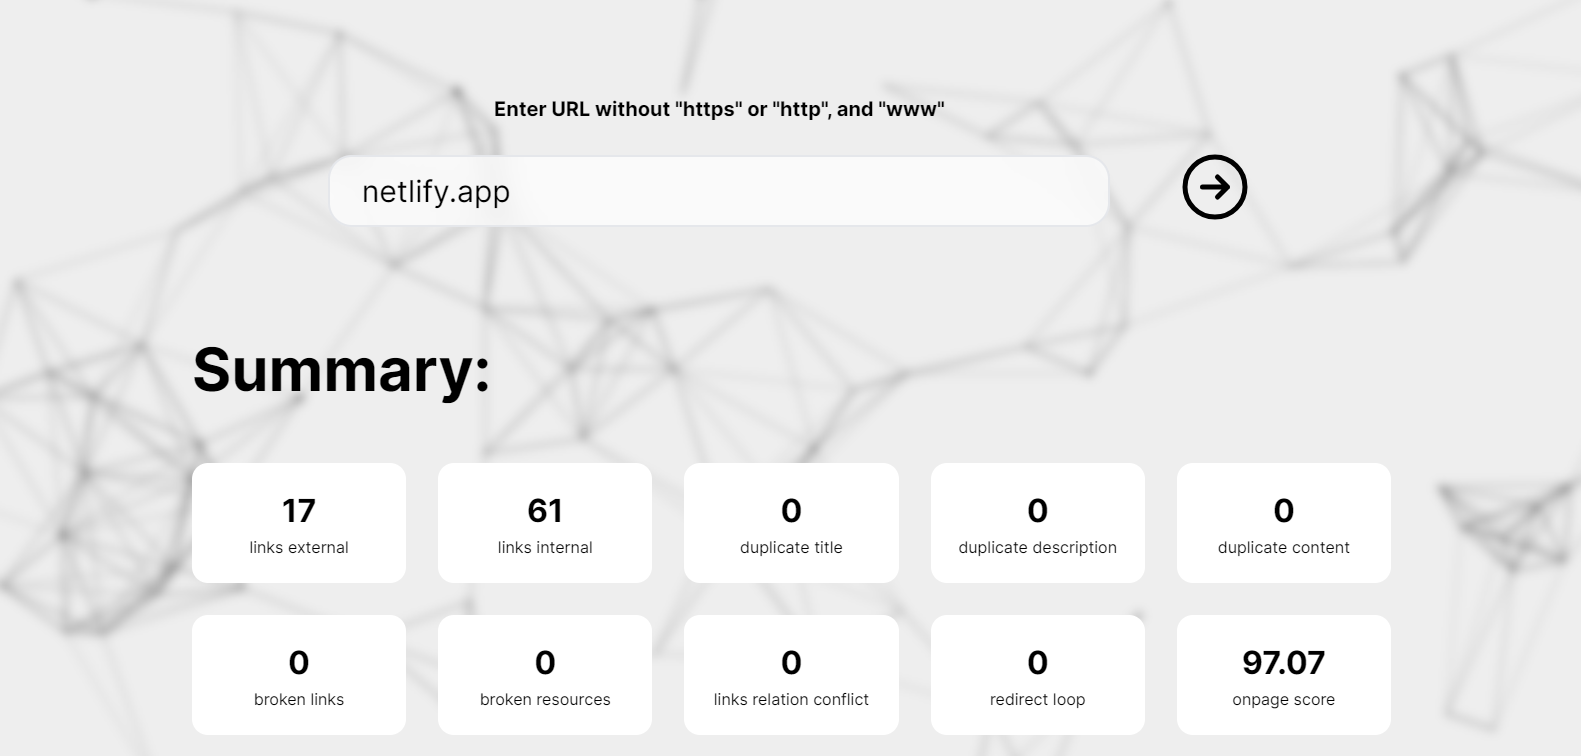 Enter URL without "https" or "http", and "www"
netlify.app
Summary:
17
links external
61
links internal
0
duplicate title
0
duplicate description
0
duplicate content
0
broken links
0
broken resources
0
links relation conflict
0
redirect loop
97.07
onpage score